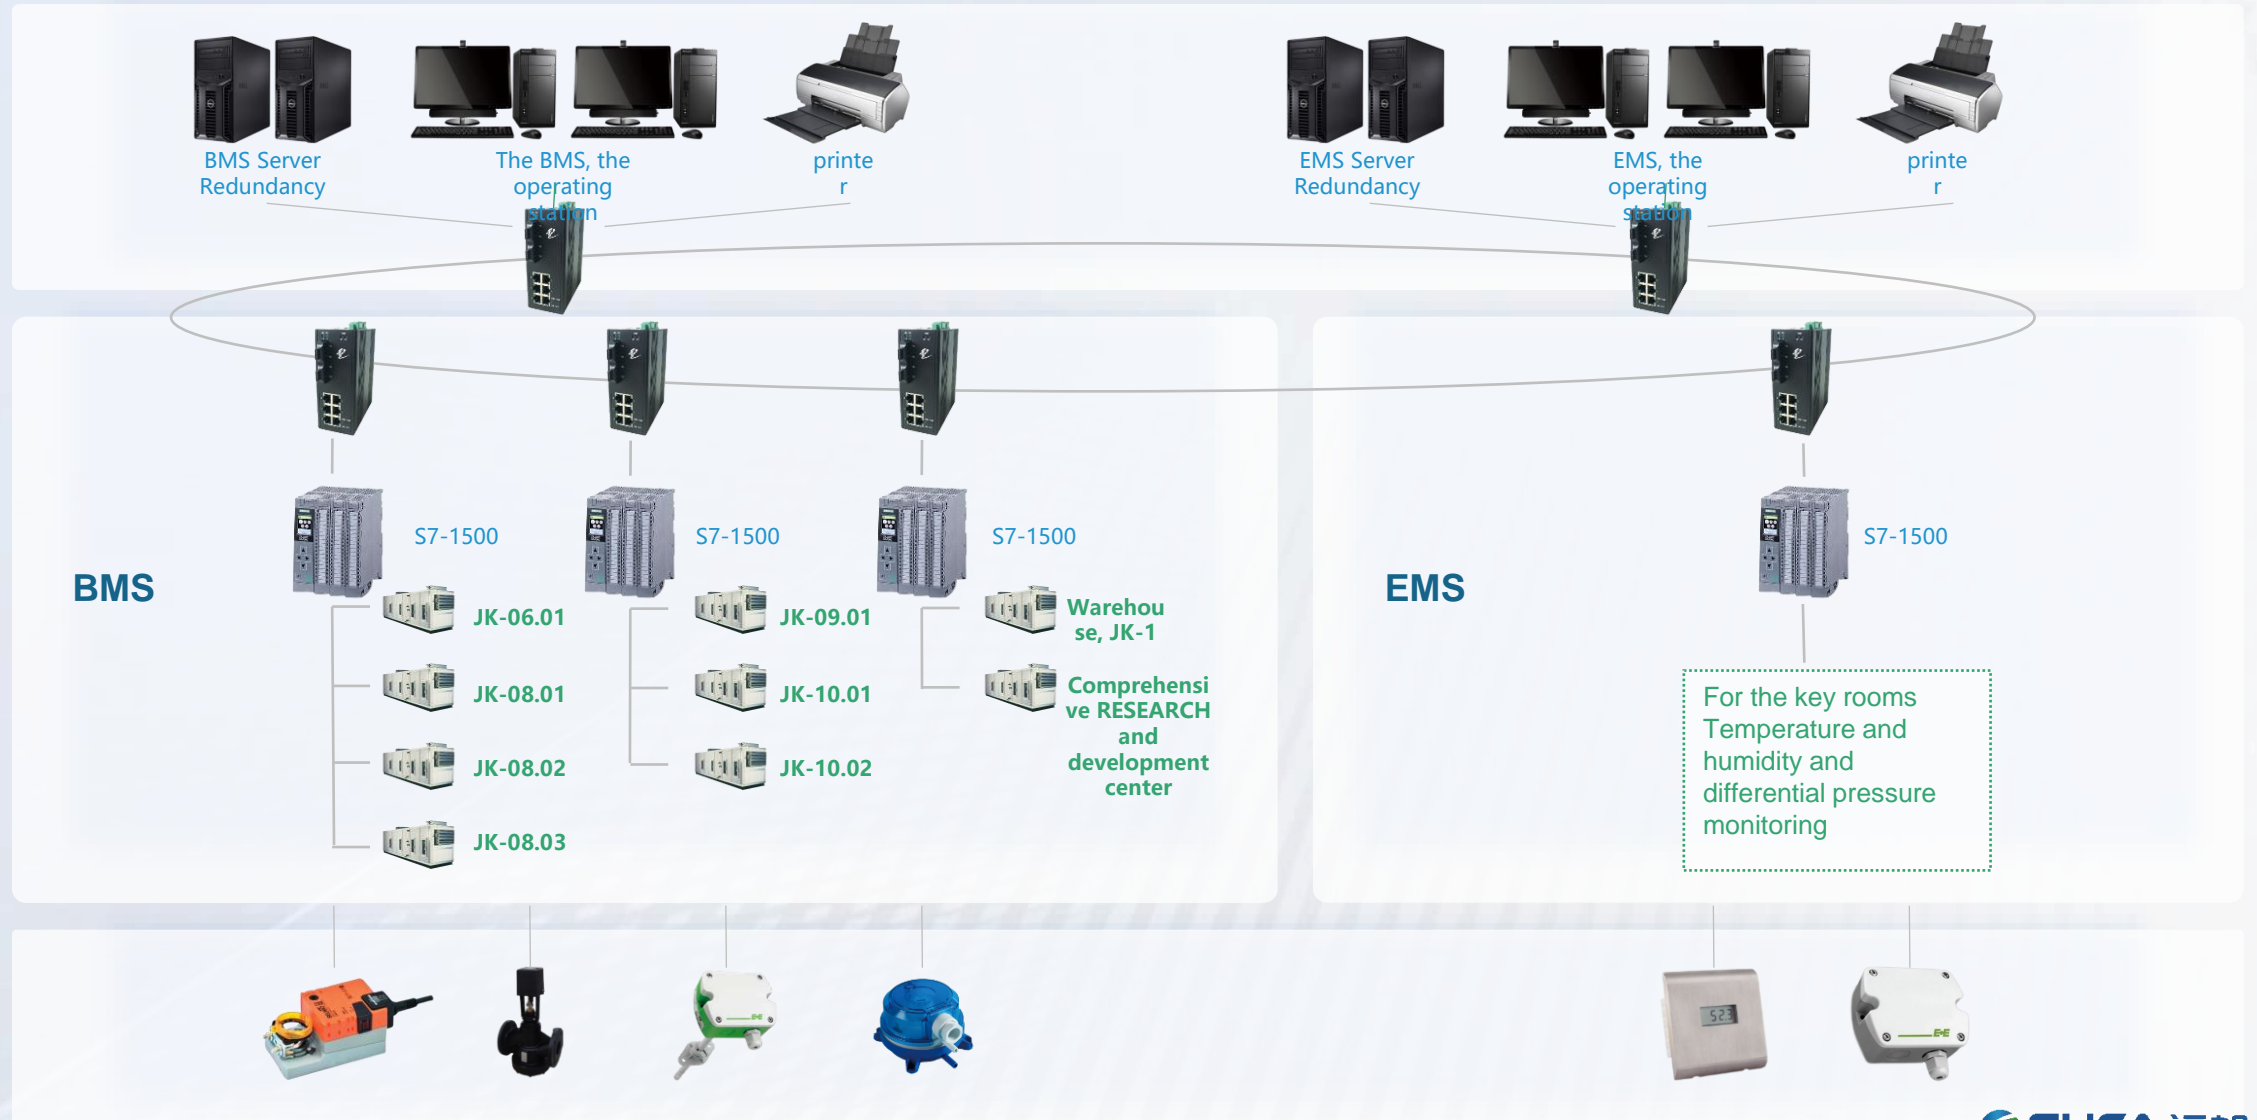 BMS Server
Redundancy
The BMS, the
operating
station
printe
r
EMS Server
Redundancy
EMS, the
operating
station
printe
r
S7-1500
S7-1500
S7-1500
S7-1500
BMS
EMS
JK-06.01
JK-08.01
JK-08.02
JK-08.03
JK-09.01
JK-10.01
JK-10.02
Warehou
se, JK-1
Comprehensi
ve RESEARCH
and
development
center
For the key rooms
Temperature and
humidity and
differential pressure
monitoring
E+E
52.3
E+E